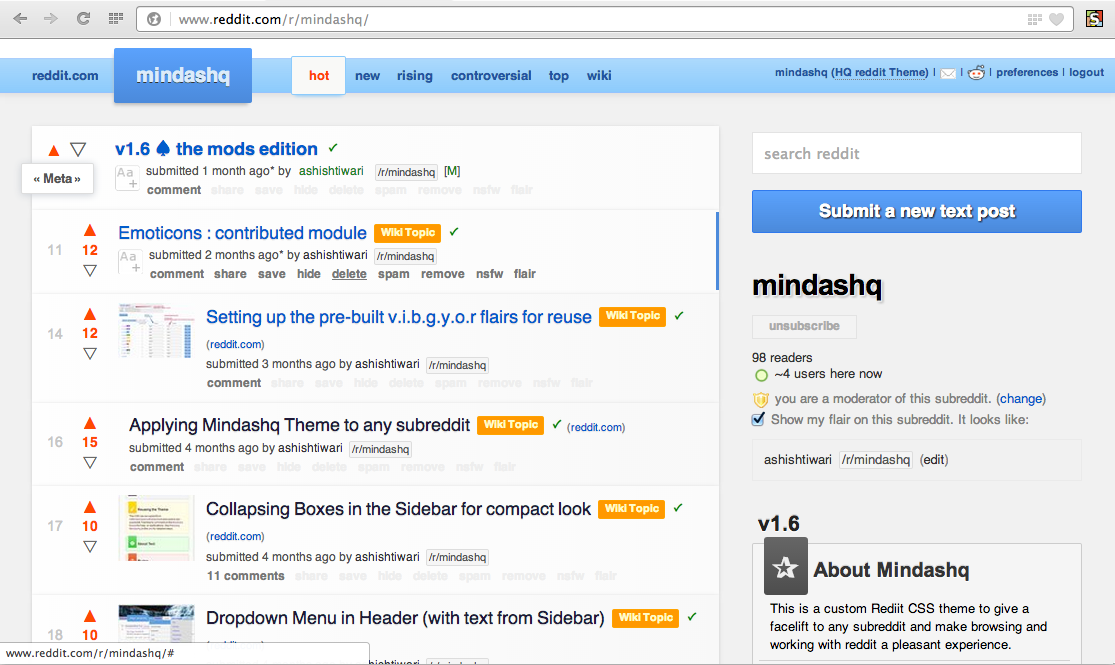 www.reddit.com/r/mindashq/
reddit.com mindashq hot new rising controversial top wiki
mindashq (HQ reddit Theme) | | | preferences | logout
v1.6 ♠ the mods edition ✓
submitted 1 month ago* by ashishtiwari /r/mindashq [M]
Aa+
comment share save hide delete spam remove nsfw flair
« Meta »
11
12
Emoticons : contributed module Wiki Topic ✓
submitted 2 months ago* by ashishtiwari /r/mindashq
Aa+
comment share save hide delete spam remove nsfw flair
14
12
Setting up the pre-built v.i.b.g.y.o.r flairs for reuse Wiki Topic ✓
(reddit.com)
submitted 3 months ago by ashishtiwari /r/mindashq
comment share save hide delete spam remove nsfw flair
16
15
Applying Mindashq Theme to any subreddit Wiki Topic ✓ (reddit.com)
submitted 4 months ago by ashishtiwari /r/mindashq
comment share save hide delete spam remove nsfw flair
17
10
Collapsing Boxes in the Sidebar for compact look Wiki Topic ✓
(reddit.com)
submitted 4 months ago by ashishtiwari /r/mindashq
11 comments share save hide delete spam remove nsfw flair
18
10
Dropdown Menu in Header (with text from Sidebar) Wiki Topic ✓
www.reddit.com/r/mindashq/#
search reddit
Submit a new text post
mindashq
unsubscribe
98 readers
~4 users here now
you are a moderator of this subreddit. (change)
Show my flair on this subreddit. It looks like:
ashishtiwari /r/mindashq (edit)
v1.6
About Mindashq
This is a custom Rediit CSS theme to give a
facelift to any subreddit and make browsing and
working with reddit a pleasant experience.